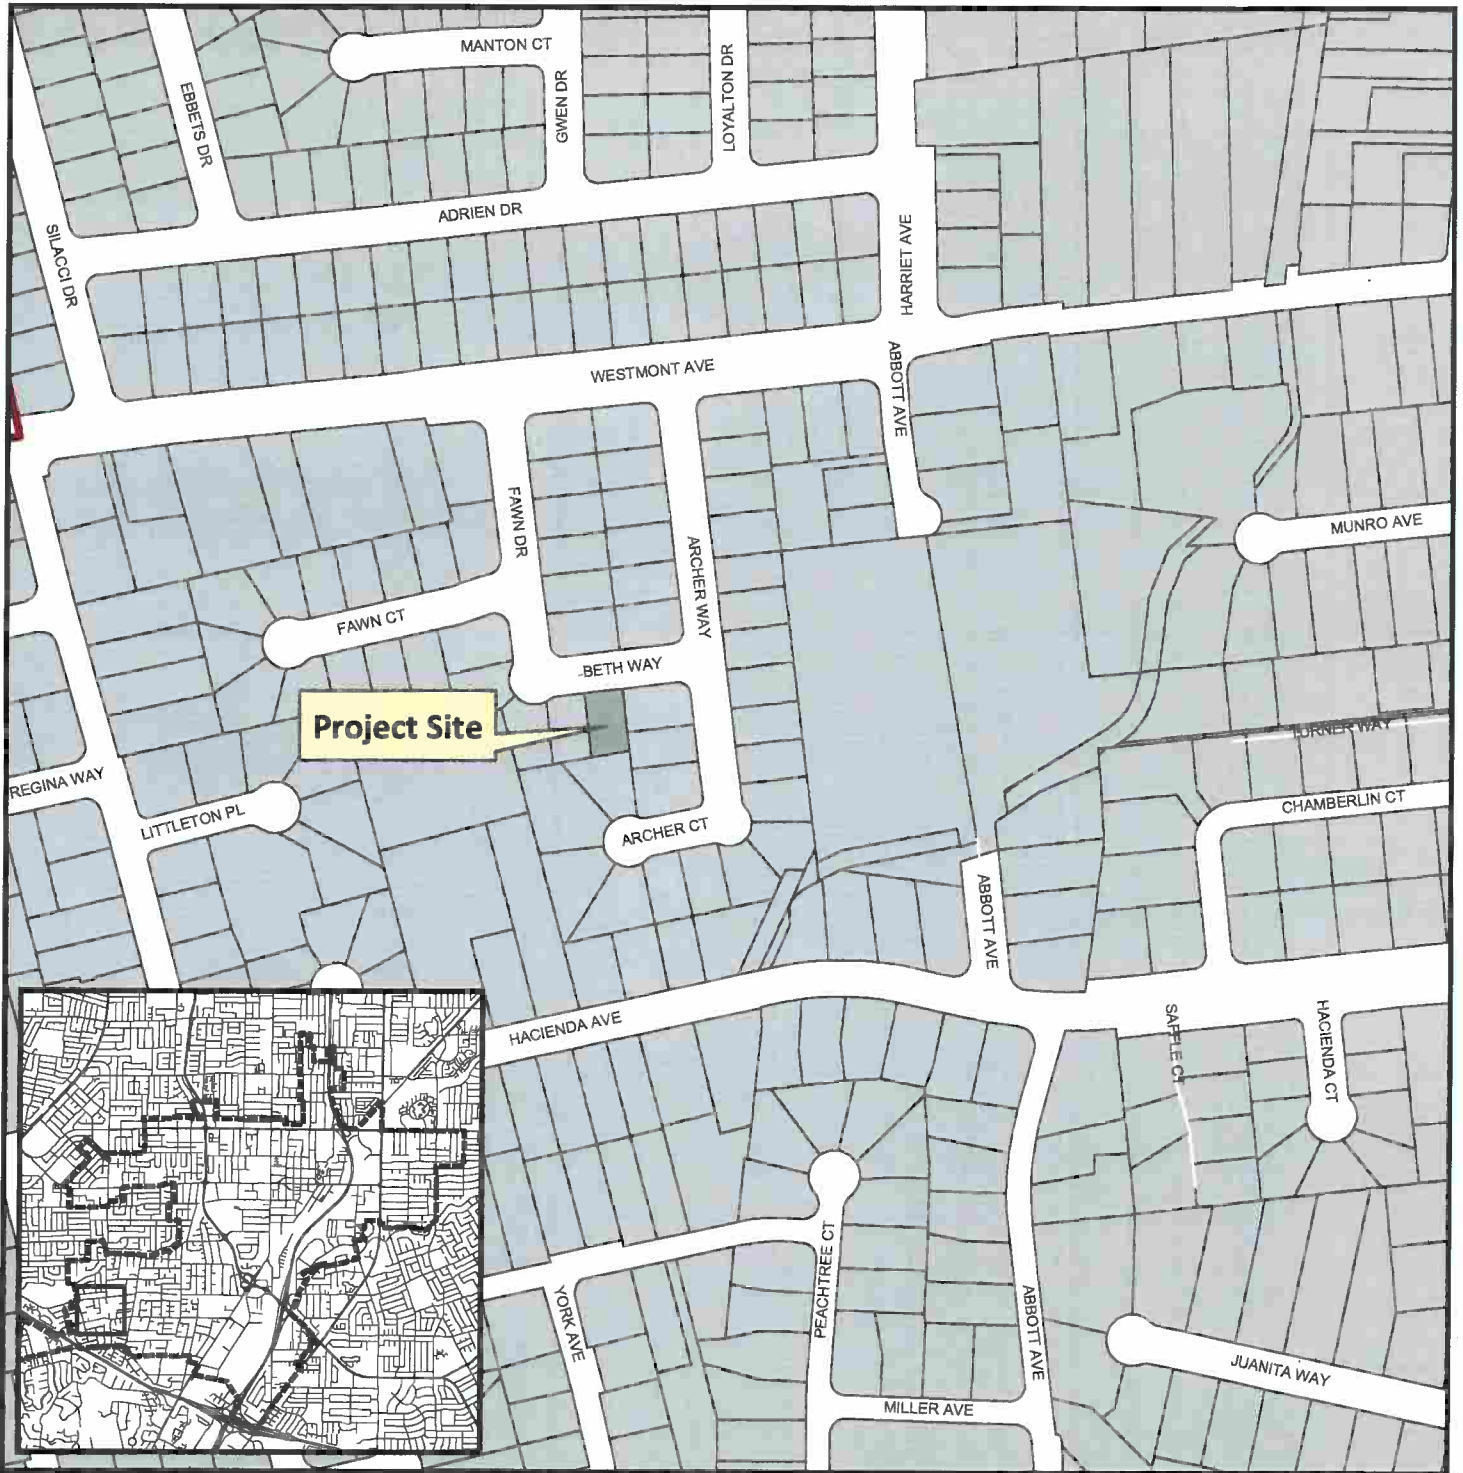 MANTON CT
EBBETS DR
GWEN DR
LOYALTON DR
ADRIEN DR
SILACCI DR
HARRIET AVE
WESTMONT AVE
ABBOTT AVE
FAWN DR
ARCHER WAY
MUNRO AVE
FAWN CT
BETH WAY
Project Site
TURNER WAY
REGINA WAY
LITTLETON PL
ARCHER CT
CHAMBERLIN CT
ABBOTT AVE
HACIENDA AVE
SAFFLE CT
HACIENDA CT
PEACHTREE CT
YORK AVE
ABBOTT AVE
JUANITA WAY
MILLER AVE